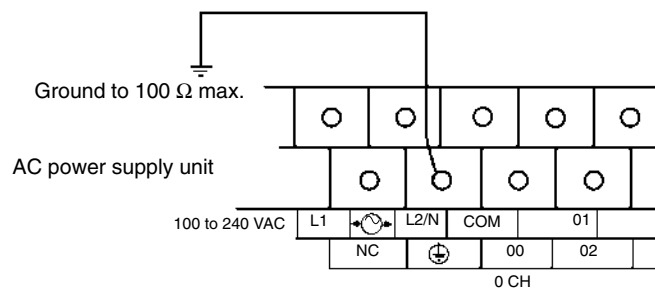 Ground to 100 Ω max.
AC power supply unit
100 to 240 VAC L1 L2/N COM 01
NC 00 02
0 CH